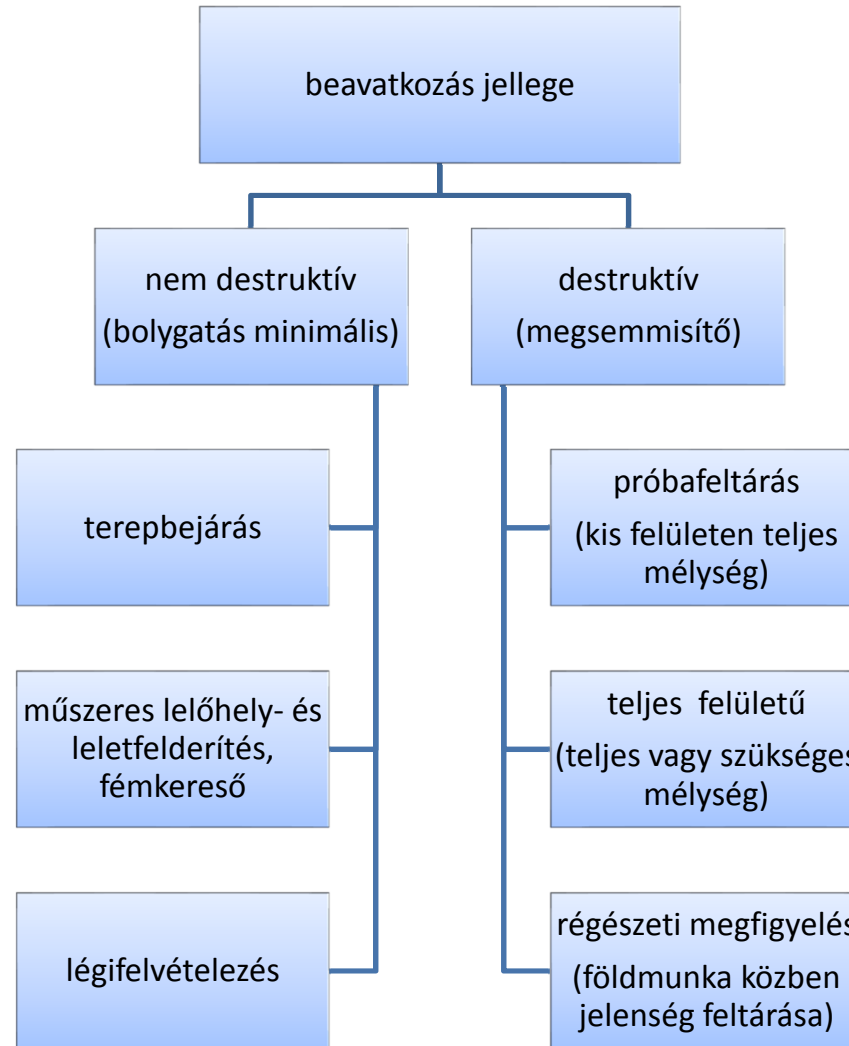 beavatkozás jellege
nem destruktív
(bolygatás minimális)
destruktív
(megsemmisítő)
terepbejárás
műszeres lelőhely- és
leletfelderítés,
fémkereső
légifelvételezés
próbafeltárás
(kis felületen teljes
mélység)
teljes felületű
(teljes vagy szükséges
mélység)
régészeti megfigyelés
(földmunka közben
jelenség feltárása)